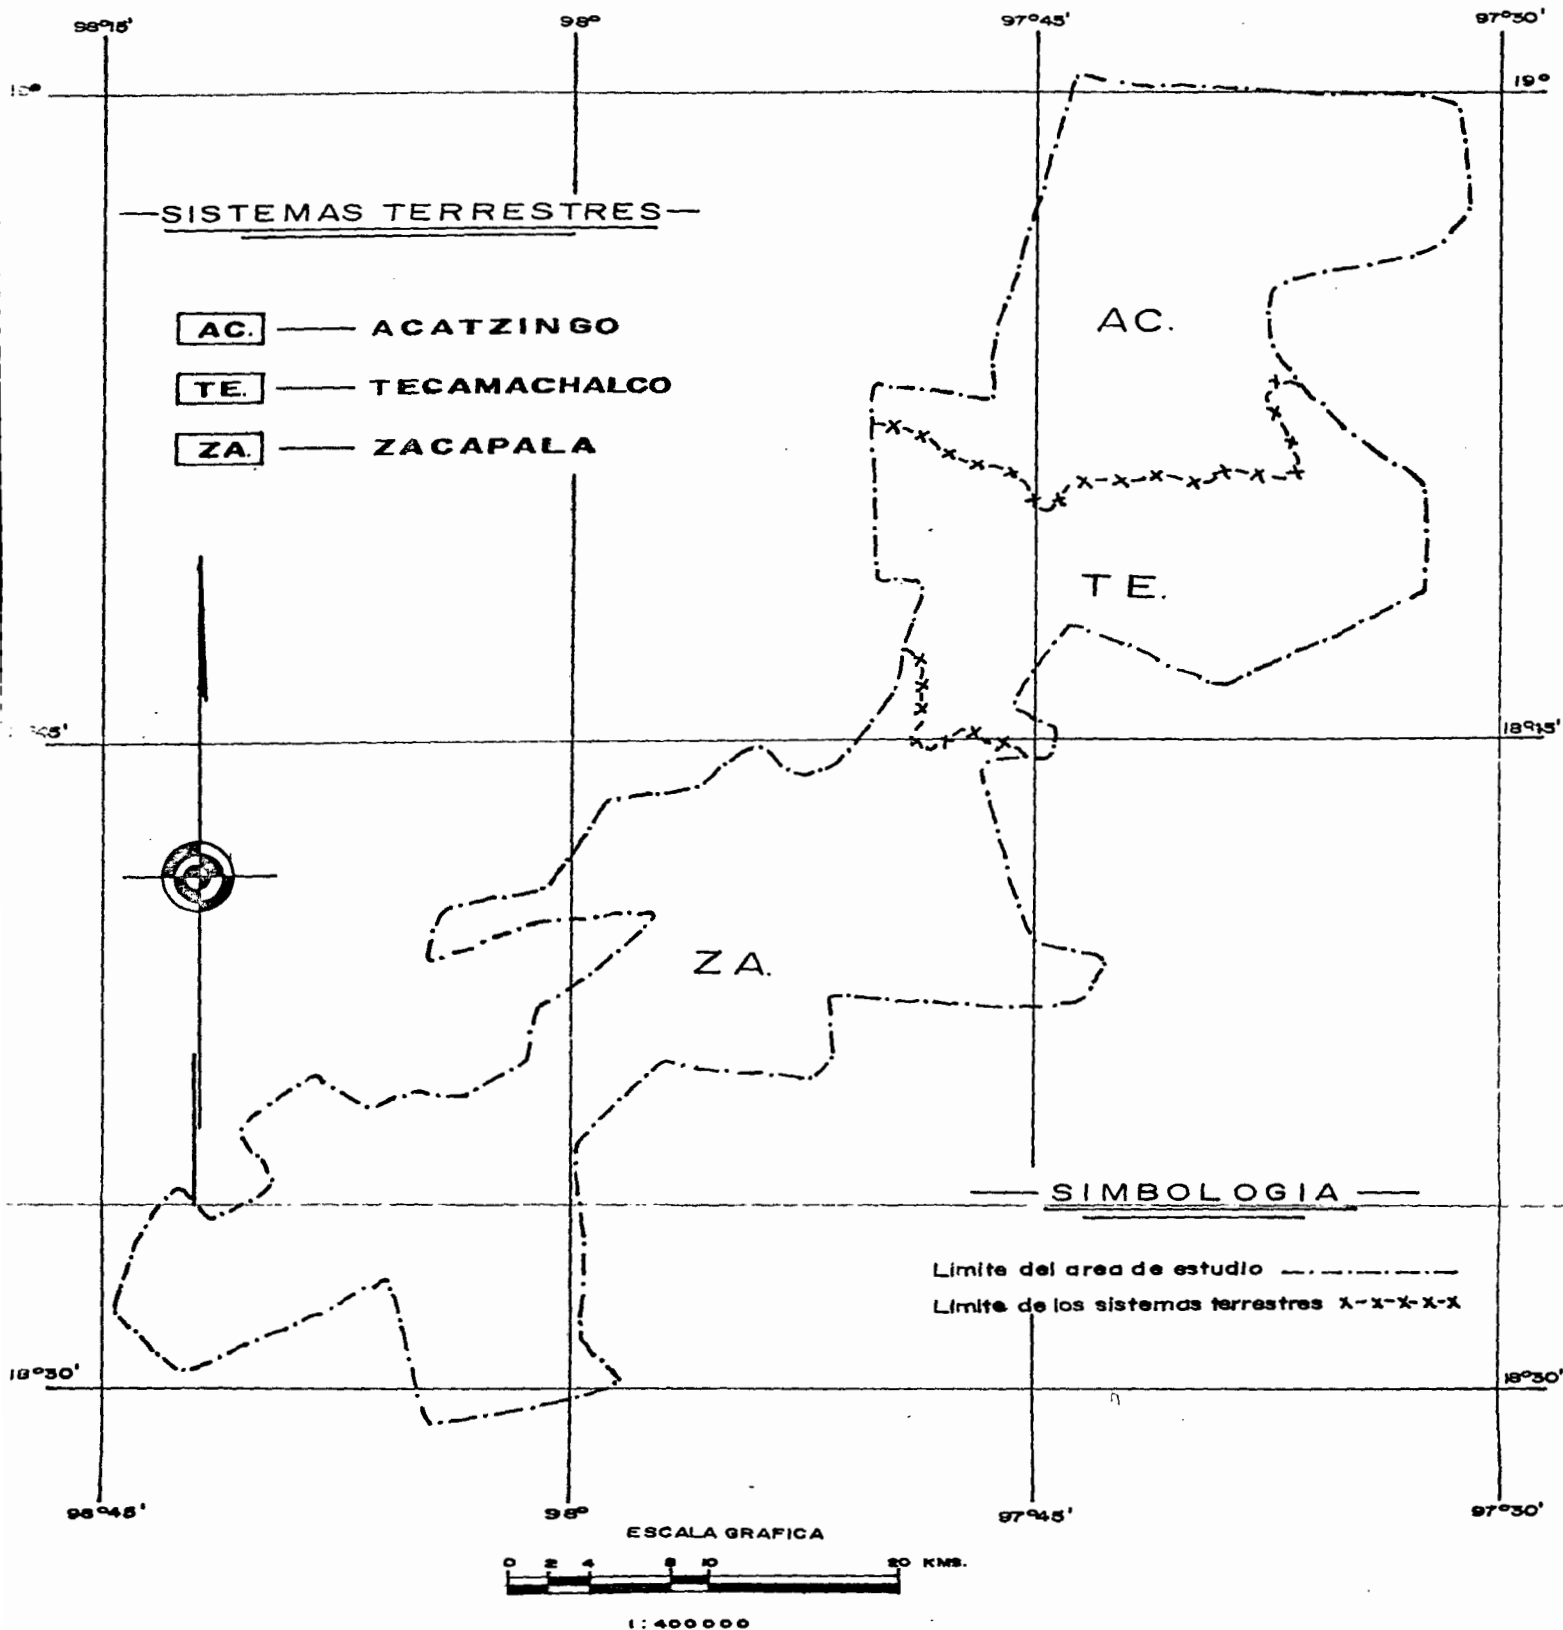 98°15' 98° 97°45' 97°30'
19° 19°
SISTEMAS TERRESTRES
AC. ACATZINGO
TE. TECAMACHALCO
ZA. ZACAPALA
AC.
TE.
45' 18°45'
ZA.
SIMBOLOGIA
Limite del area de estudio
Limite de los sistemas terrestres x-x-x-x-x
18°30' 18°30'
98°45' 98° 97°45' 97°30'
ESCALA GRAFICA
0 2 4 8 10 20 KMS.
1:400000